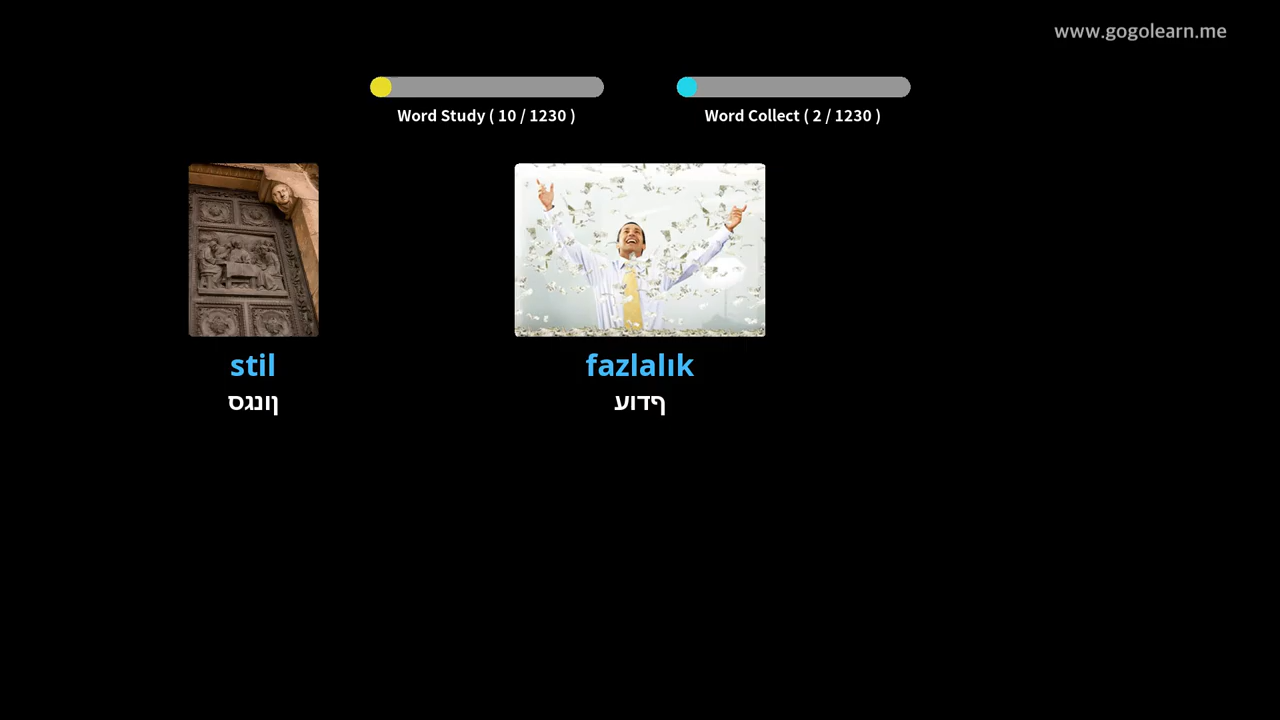 www.gogolearn.me
Word Study ( 10 / 1230 )
Word Collect ( 2 / 1230 )
stil
סגנון
fazlalık
עודף